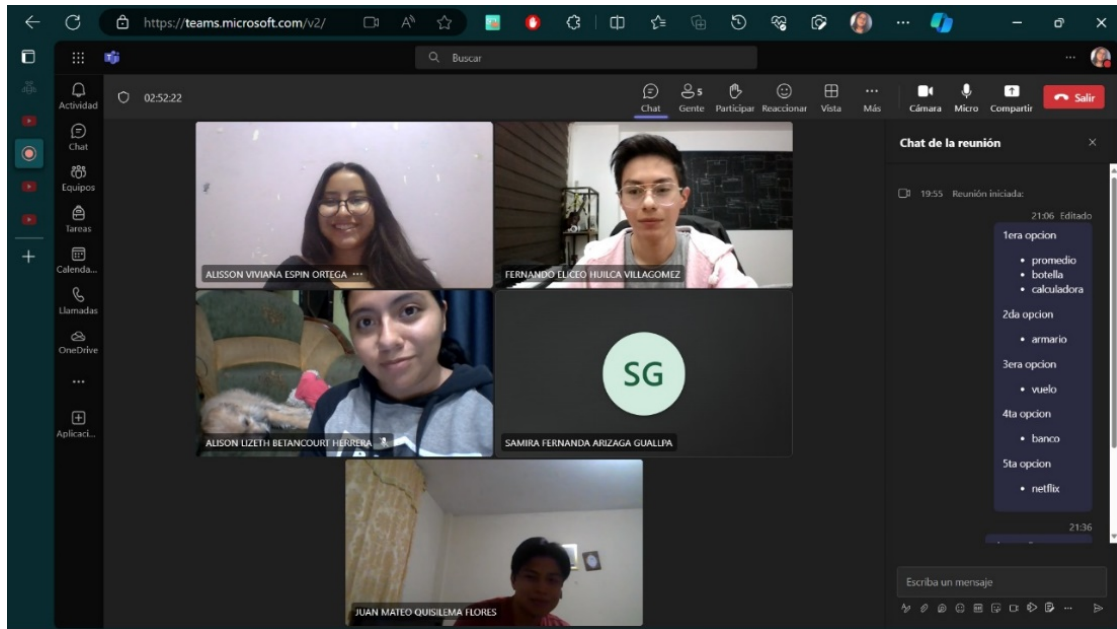 https://teams.microsoft.com/v2/
Buscar
Actividad
Chat
Equipos
Tareas
Calenda...
Llamadas
OneDrive
Aplicaci...
02:52:22
Chat
5
Gente
Participar
Reaccionar
Vista
Más
Cámara
Micro
Compartir
Salir
ALISSON VIVIANA ESPIN ORTEGA
FERNANDO ELICEO HUILCA VILLAGOMEZ
ALISON LIZETH BETANCOURT HERRERA
SG
SAMIRA FERNANDA ARIZAGA GUALLPA
JUAN MATEO QUISILEMA FLORES
Chat de la reunión
19:55 Reunión iniciada:
21:06 Editado
1era opcion
promedio
botella
calculadora
2da opcion
armario
3era opcion
vuelo
4ta opcion
banco
5ta opcion
netflix
21:36
Escriba un mensaje